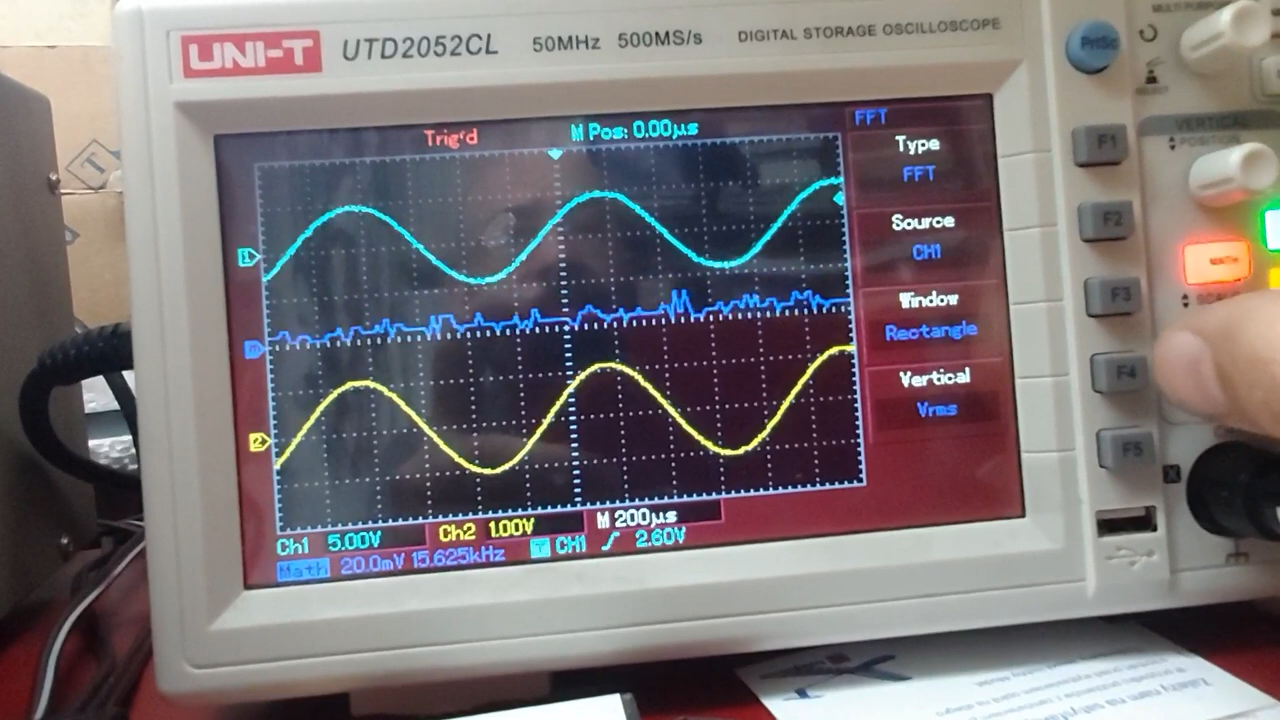 UNI-T UTD2052CL 50MHz 500MS/s DIGITAL STORAGE OSCILLOSCOPE
PrtSc
VERTICAL
POSITION
Trig'd M Pos: 0.00µs
FFT
Type
FFT
Source
CH1
Window
Rectangle
Vertical
Vrms
F1
F2
F3
F4
F5
MATH
1
m
2
T
Ch1 5.00V Ch2 1.00V M 200µs
Math 20.0mV 15.625kHz T CH1 2.60V